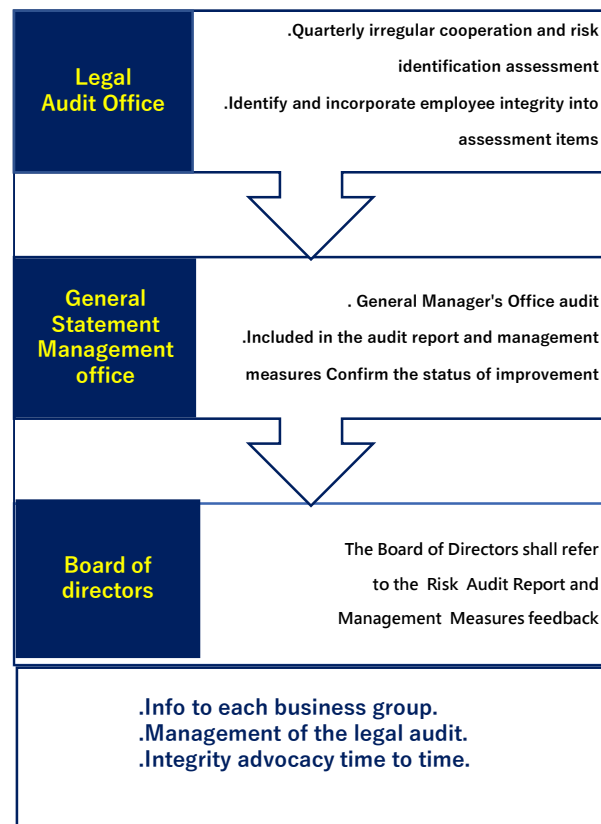 Legal
Audit Office
.Quarterly irregular cooperation and risk
identification assessment
.Identify and incorporate employee integrity into
assessment items
General
Statement
Management
office
. General Manager's Office audit
.Included in the audit report and management
measures Confirm the status of improvement
Board of
directors
The Board of Directors shall refer
to the Risk Audit Report and
Management Measures feedback
.Info to each business group.
.Management of the legal audit.
.Integrity advocacy time to time.